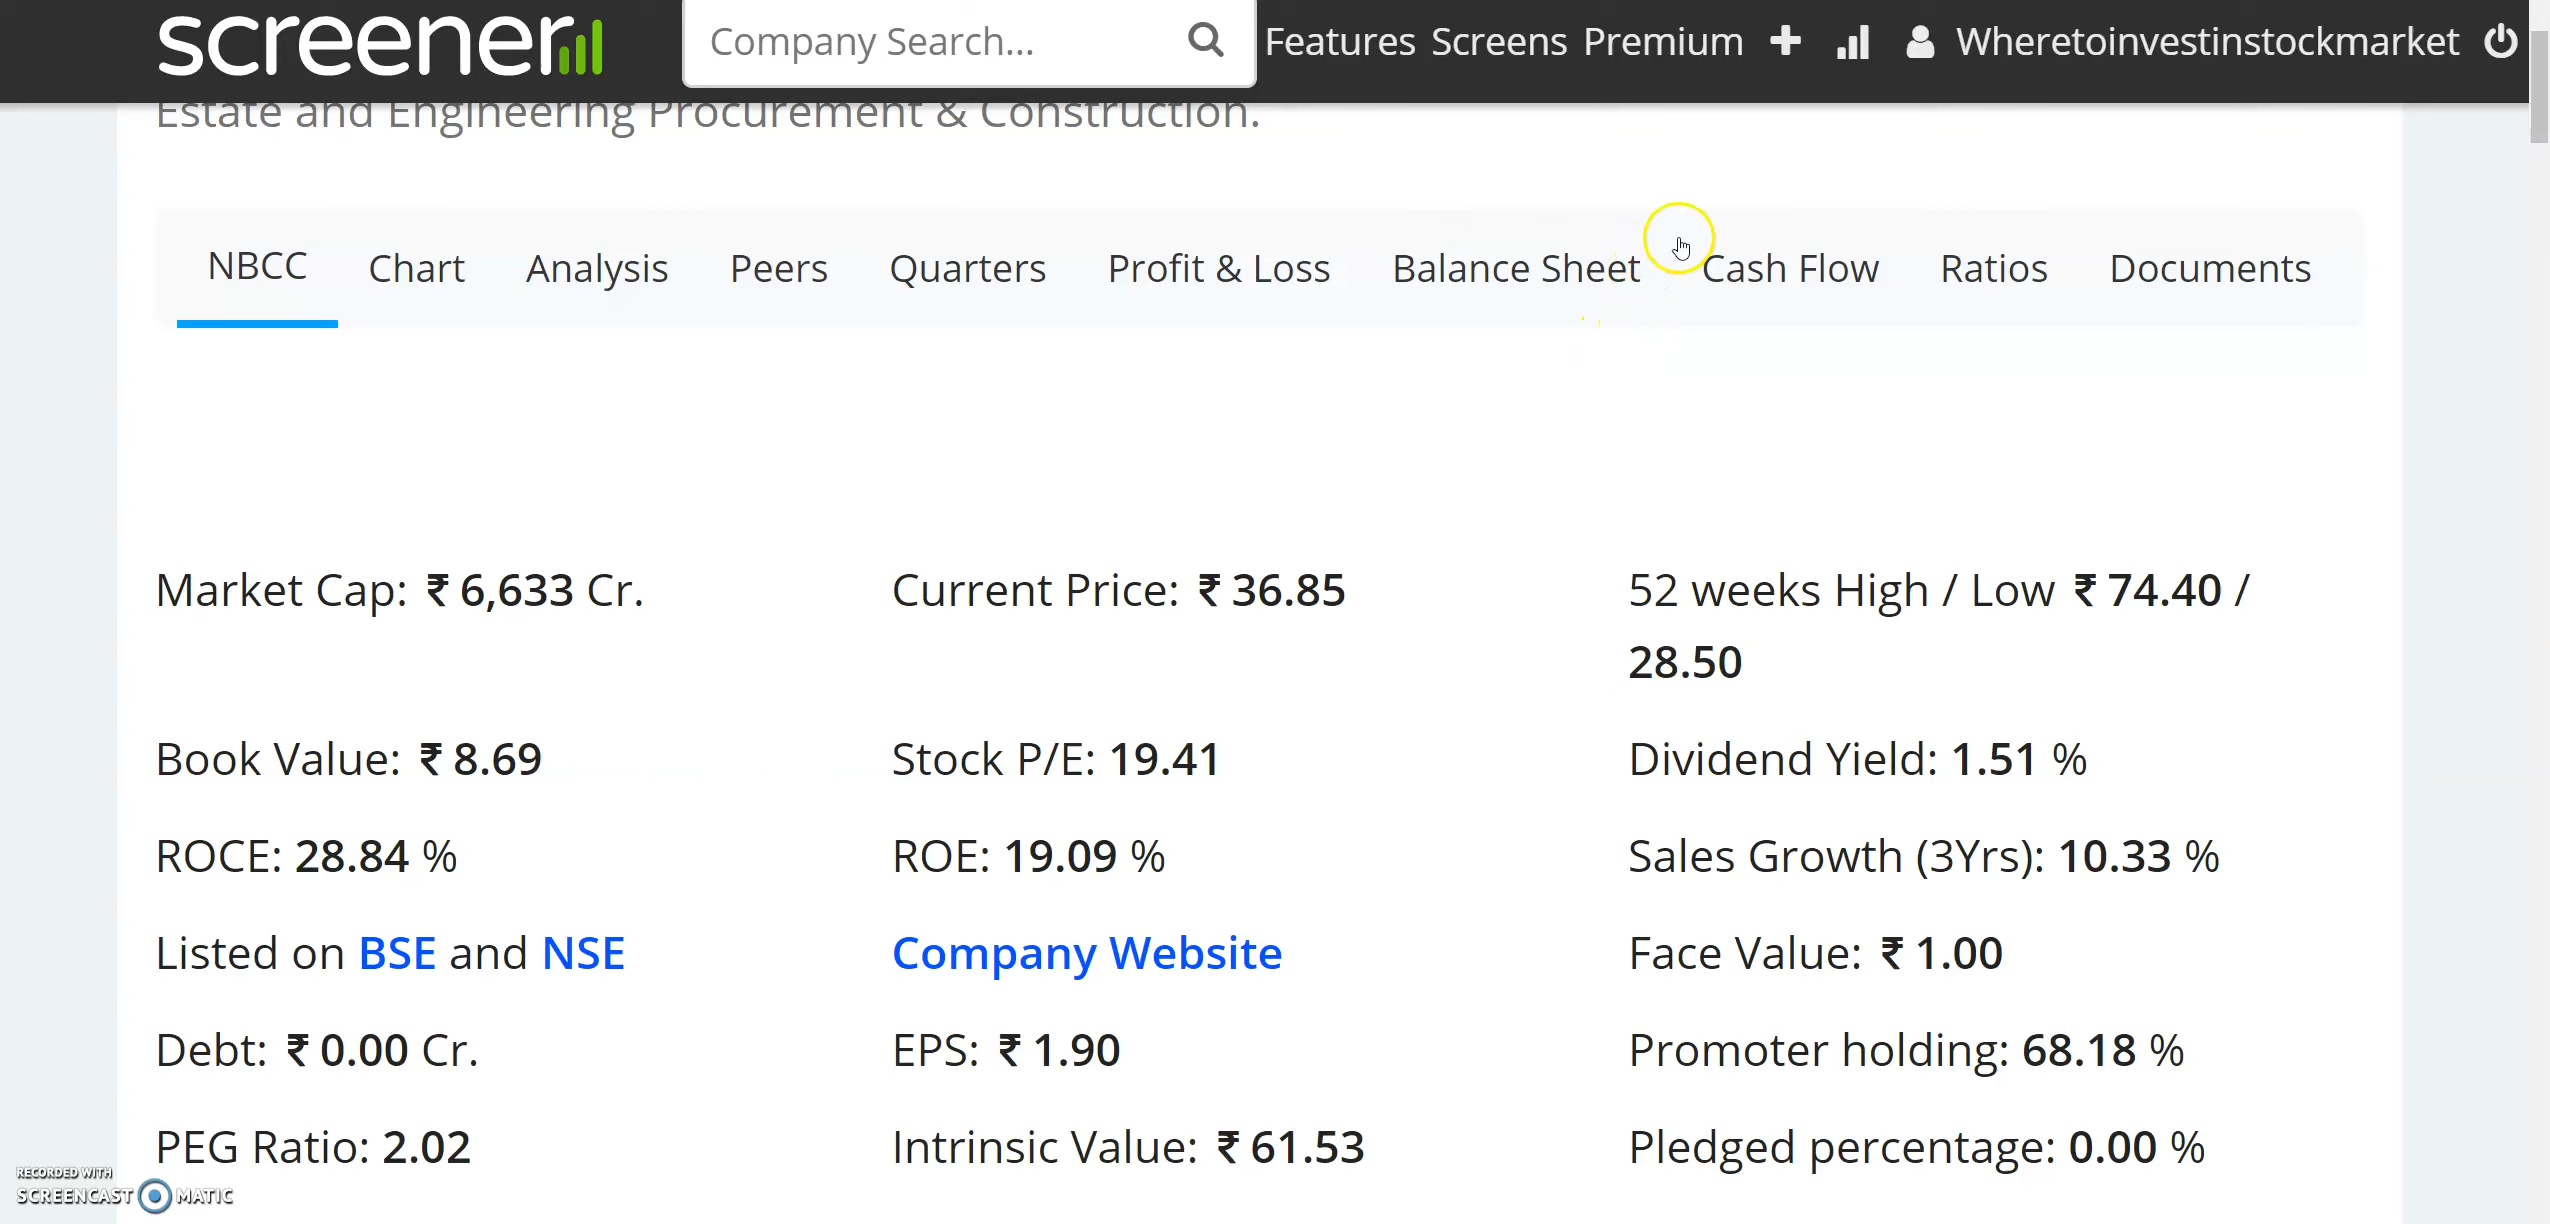 screener
Company Search...
Features Screens Premium Wheretoinvestinstockmarket
Estate and Engineering Procurement & Construction.
NBCC Chart Analysis Peers Quarters Profit & Loss Balance Sheet Cash Flow Ratios Documents
Market Cap: ₹ 6,633 Cr. Current Price: ₹ 36.85 52 weeks High / Low ₹ 74.40 /
28.50
Book Value: ₹ 8.69 Stock P/E: 19.41 Dividend Yield: 1.51 %
ROCE: 28.84 % ROE: 19.09 % Sales Growth (3Yrs): 10.33 %
Listed on BSE and NSE Company Website Face Value: ₹ 1.00
Debt: ₹ 0.00 Cr. EPS: ₹ 1.90 Promoter holding: 68.18 %
PEG Ratio: 2.02 Intrinsic Value: ₹ 61.53 Pledged percentage: 0.00 %
RECORDED WITH
SCREENCAST MATIC